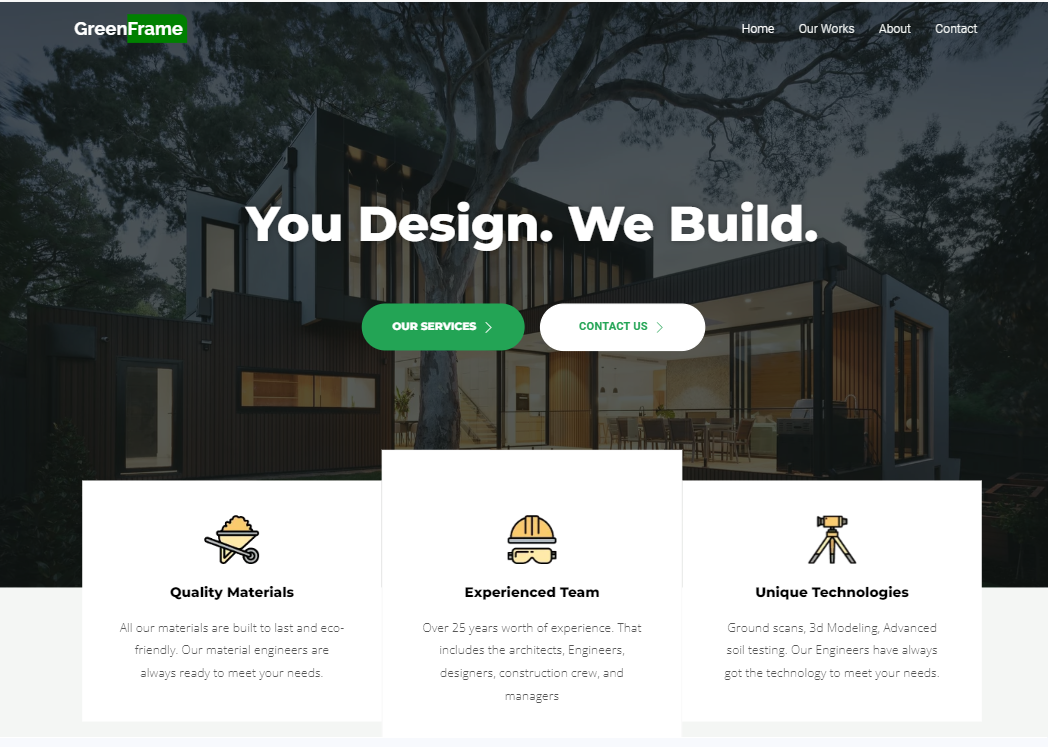 GreenFrame
Home Our Works About Contact
You Design. We Build.
OUR SERVICES
CONTACT US
Quality Materials
All our materials are built to last and eco-
friendly. Our material engineers are
always ready to meet your needs.
Experienced Team
Over 25 years worth of experience. That
includes the architects, Engineers,
designers, construction crew, and
managers
Unique Technologies
Ground scans, 3d Modeling, Advanced
soil testing. Our Engineers have always
got the technology to meet your needs.